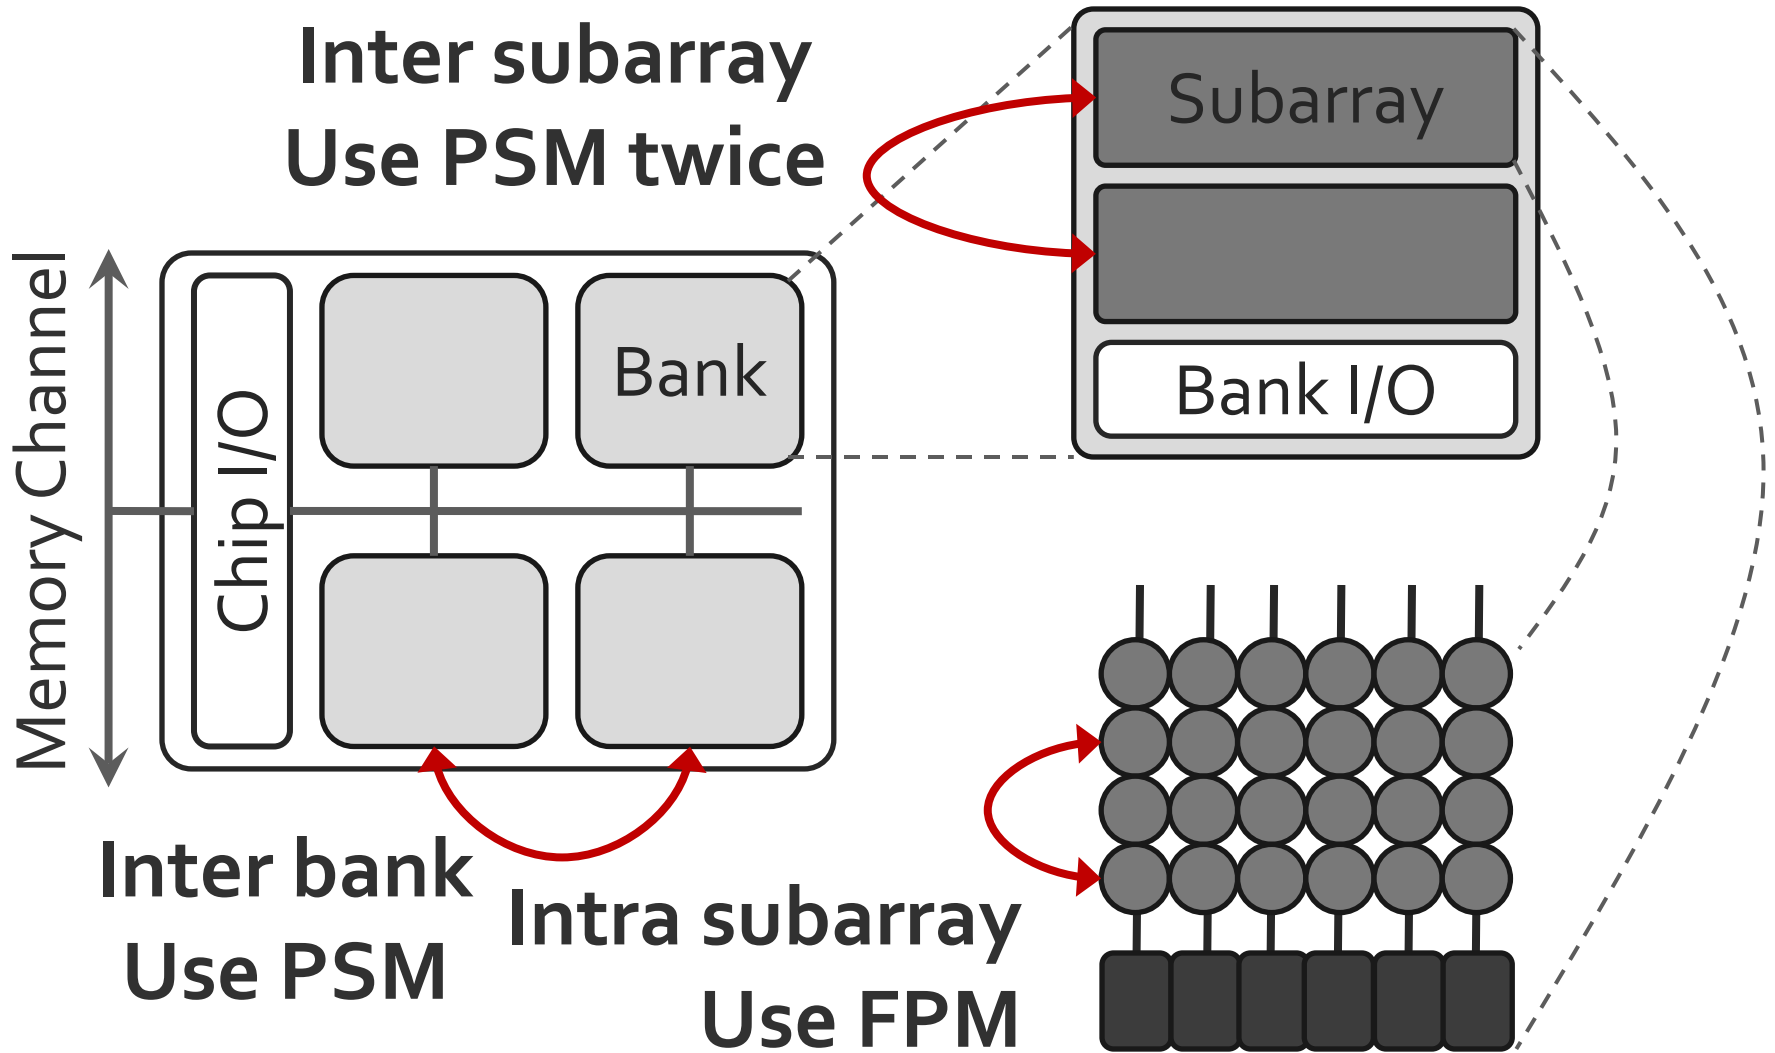 Inter subarray
Use PSM twice
Subarray
Bank I/O
Memory Channel
Chip I/O
Bank
Inter bank
Use PSM
Intra subarray
Use FPM